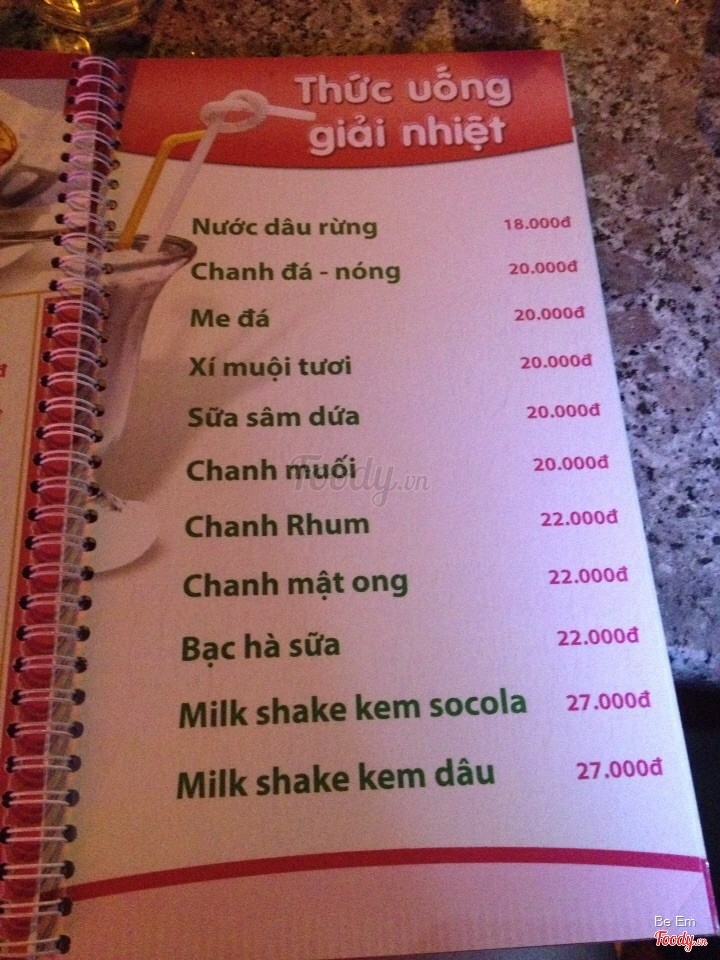 Thức uống
giải nhiệt
Nước dâu rừng 18.000đ
Chanh đá - nóng 20.000đ
Me đá 20.000đ
Xí muội tươi 20.000đ
Sữa sâm dứa 20.000đ
Chanh muối 20.000đ
Foody.vn
Chanh Rhum 22.000đ
Chanh mật ong 22.000đ
Bạc hà sữa 22.000đ
Milk shake kem socola 27.000đ
Milk shake kem dâu 27.000đ
Be Em
Foody.vn